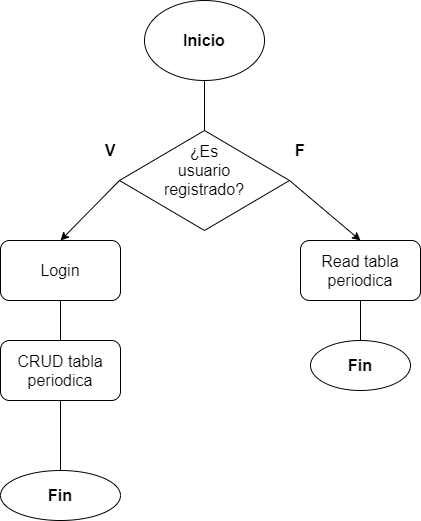 Inicio
V
¿Es
usuario
registrado?
F
Login
Read tabla
periodica
CRUD tabla
periodica
Fin
Fin